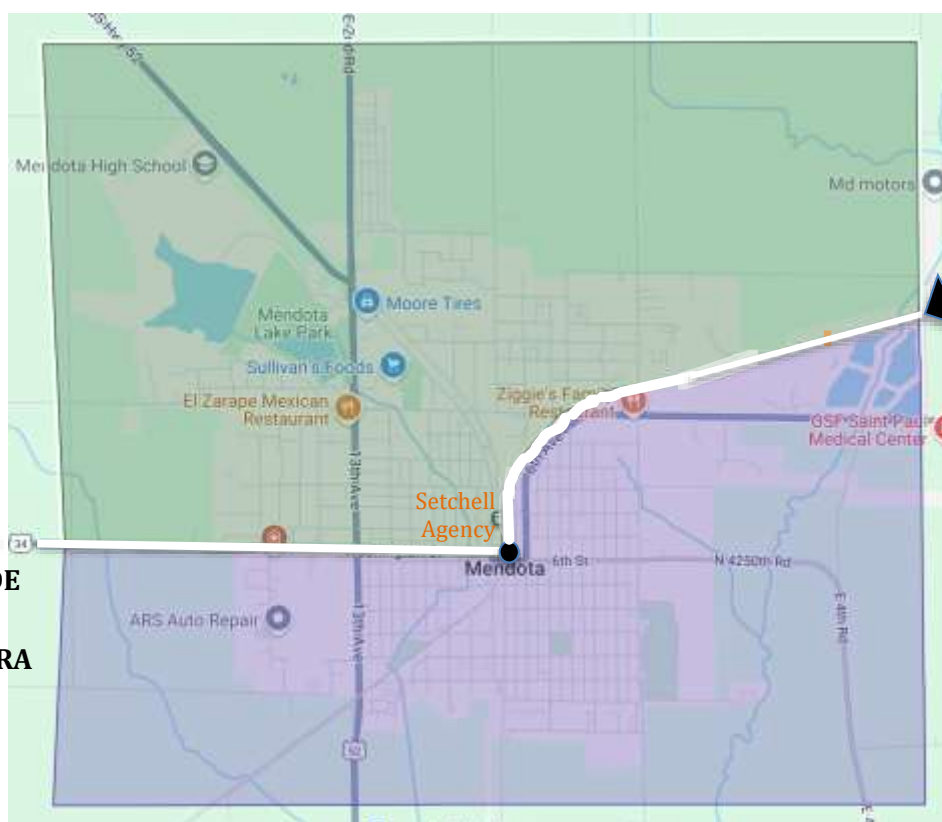 E 2nd Rd
Mendota High School
Md motors
Moore Tires
Mendota
Lake Park
Sullivan's Foods
El Zarape Mexican
Restaurant
Restaurant
OSF Saint Paul
Medical Center
13th Ave
Setchell
Agency
34
Mendota
6th St
N 4250th Rd
DE
ARS Auto Repair
13th Ave
E 4th Rd
RA
52